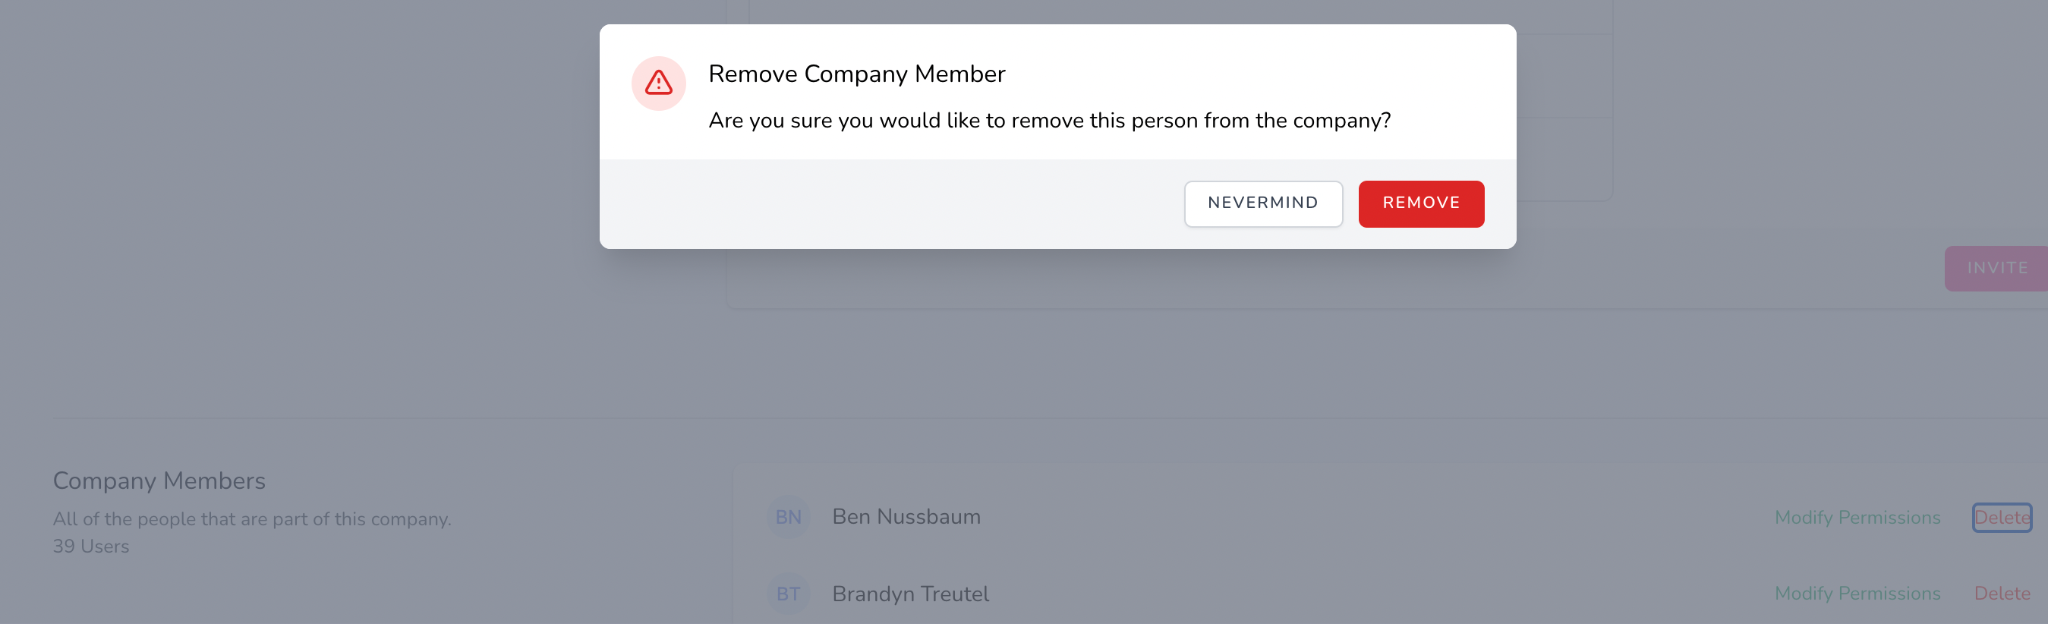 Remove Company Member
Are you sure you would like to remove this person from the company?
NEVERMIND REMOVE
INVITE
Company Members
All of the people that are part of this company.
39 Users
BN Ben Nussbaum Modify Permissions Delete
BT Brandyn Treutel Modify Permissions Delete